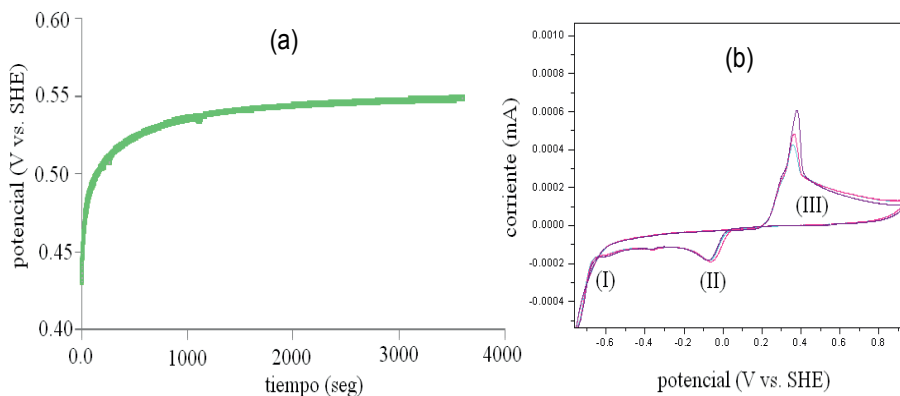 (a)
potencial (V vs. SHE)
0.60
0.55
0.50
0.45
0.40
0.0
1000
2000
3000
4000
tiempo (seg)
(b)
corriente (mA)
0.0010
0.0008
0.0006
0.0004
0.0002
0.0000
-0.0002
-0.0004
(I)
(II)
(III)
-0.6
-0.4
-0.2
0.0
0.2
0.4
0.6
0.8
potencial (V vs. SHE)